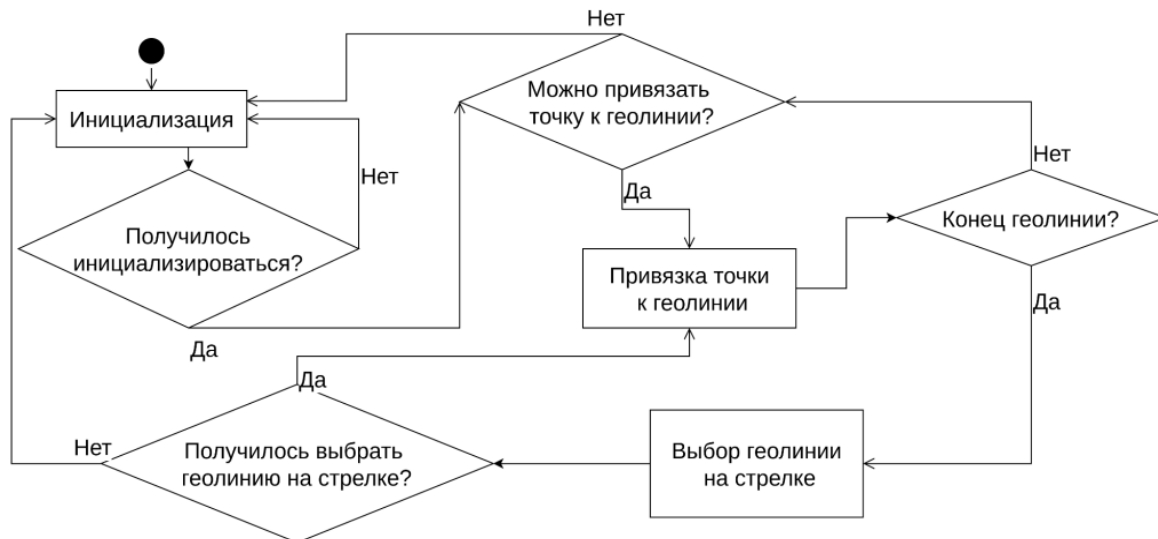 Нет
Можно привязать
точку к геолинии?
Инициализация
Нет
Нет
Да
Конец геолинии?
Получилось
инициализироваться?
Привязка точки
к геолинии
Да
Да
Да
Нет
Получилось выбрать
геолинию на стрелке?
Выбор геолинии
на стрелке